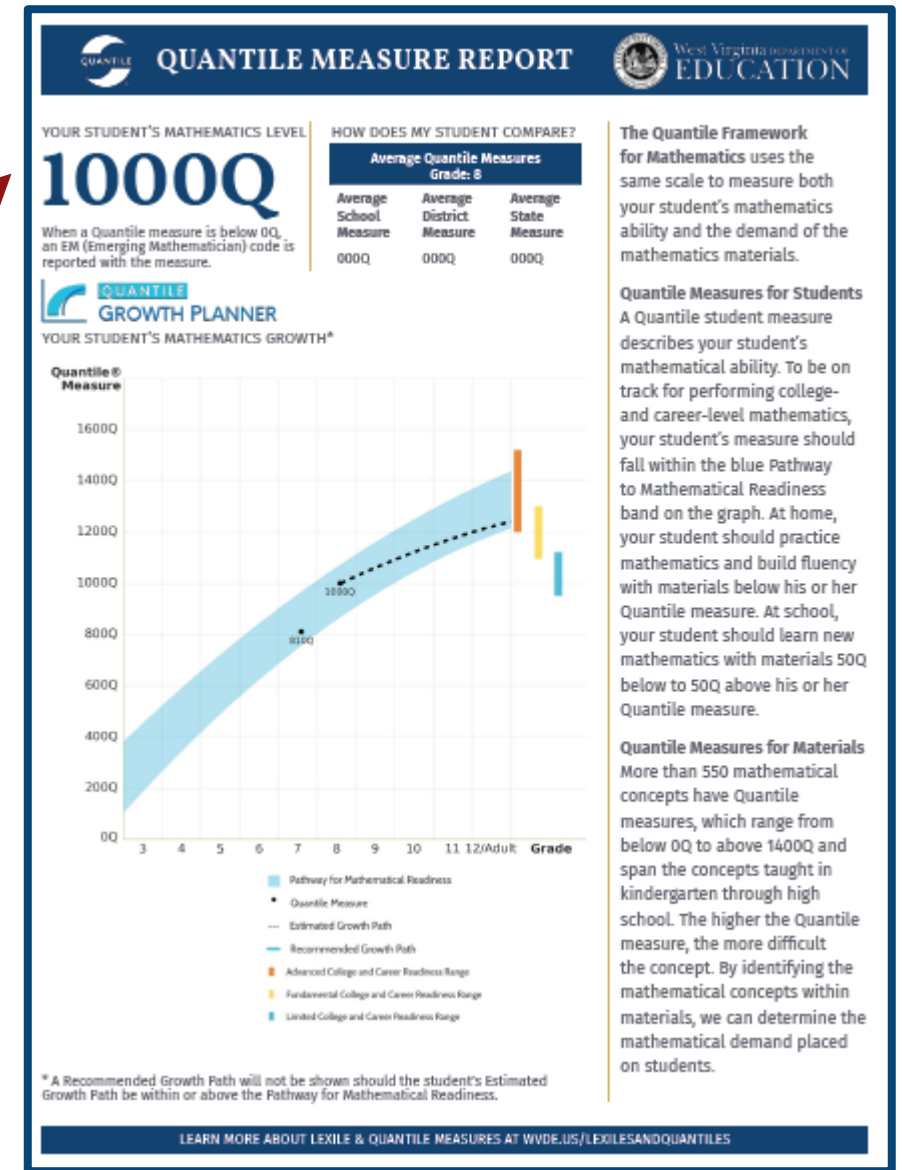 QUANTILE
QUANTILE MEASURE REPORT
West Virginia DEPARTMENT OF
EDUCATION
YOUR STUDENT'S MATHEMATICS LEVEL
1000Q
When a Quantile measure is below 0Q,
an EM (Emerging Mathematician) code is
reported with the measure.
HOW DOES MY STUDENT COMPARE?
Average Quantile Measures
Grade: 8
Average School Measure
Average District Measure
Average State Measure
000Q 000Q 000Q
QUANTILE
GROWTH PLANNER
YOUR STUDENT'S MATHEMATICS GROWTH*
Quantile®
Measure
1600Q
1400Q
1200Q
1000Q
800Q
600Q
400Q
200Q
0Q
1000Q
810Q
3 4 5 6 7 8 9 10 11 12/Adult Grade
Pathway for Mathematical Readiness
Quantile Measure
Estimated Growth Path
Recommended Growth Path
Advanced College and Career Readiness Range
Fundamental College and Career Readiness Range
Limited College and Career Readiness Range
* A Recommended Growth Path will not be shown should the student's Estimated
Growth Path be within or above the Pathway for Mathematical Readiness.
The Quantile Framework
for Mathematics uses the
same scale to measure both
your student's mathematics
ability and the demand of the
mathematics materials.
Quantile Measures for Students
A Quantile student measure
describes your student's
mathematical ability. To be on
track for performing college-
and career-level mathematics,
your student's measure should
fall within the blue Pathway
to Mathematical Readiness
band on the graph. At home,
your student should practice
mathematics and build fluency
with materials below his or her
Quantile measure. At school,
your student should learn new
mathematics with materials 50Q
below to 50Q above his or her
Quantile measure.
Quantile Measures for Materials
More than 550 mathematical
concepts have Quantile
measures, which range from
below 0Q to above 1400Q and
span the concepts taught in
kindergarten through high
school. The higher the Quantile
measure, the more difficult
the concept. By identifying the
mathematical concepts within
materials, we can determine the
mathematical demand placed
on students.
LEARN MORE ABOUT LEXILE & QUANTILE MEASURES AT WVDE.US/LEXILESANDQUANTILES